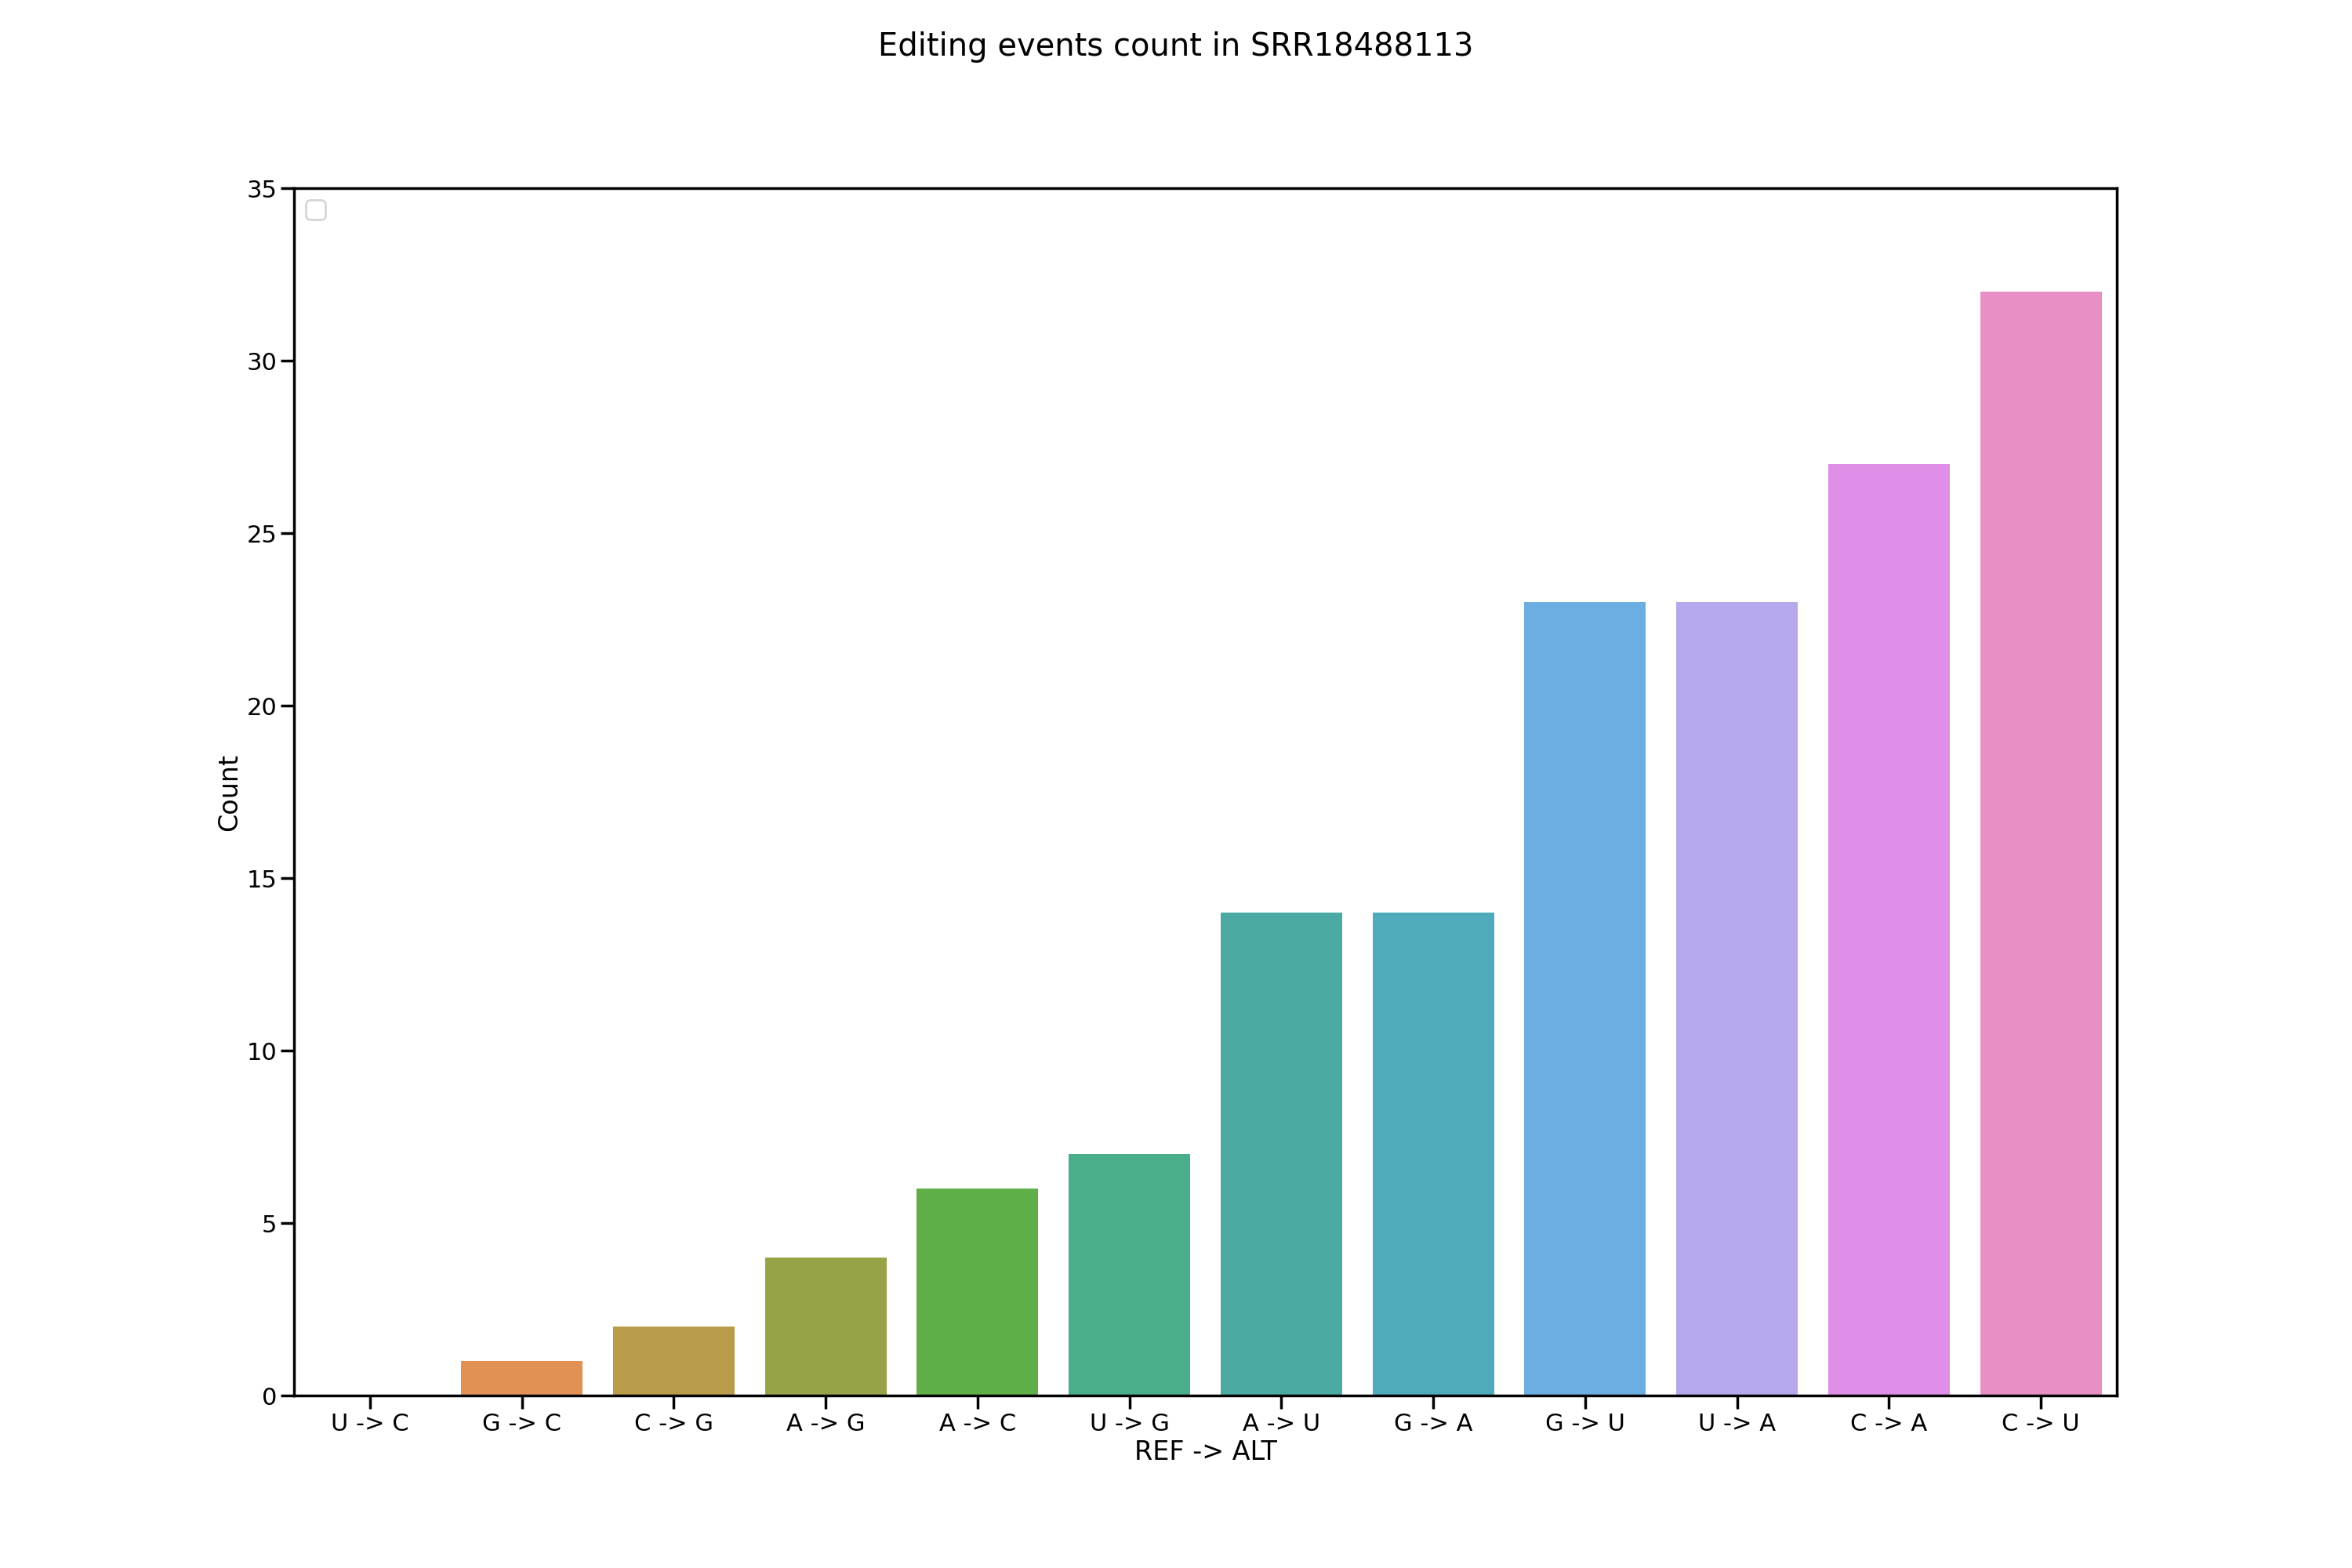 Editing events count in SRR18488113
35
30
25
20
15
10
5
0
Count
U -> C
G -> C
C -> G
A -> G
A -> C
U -> G
A -> U
G -> A
G -> U
U -> A
C -> A
C -> U
REF -> ALT